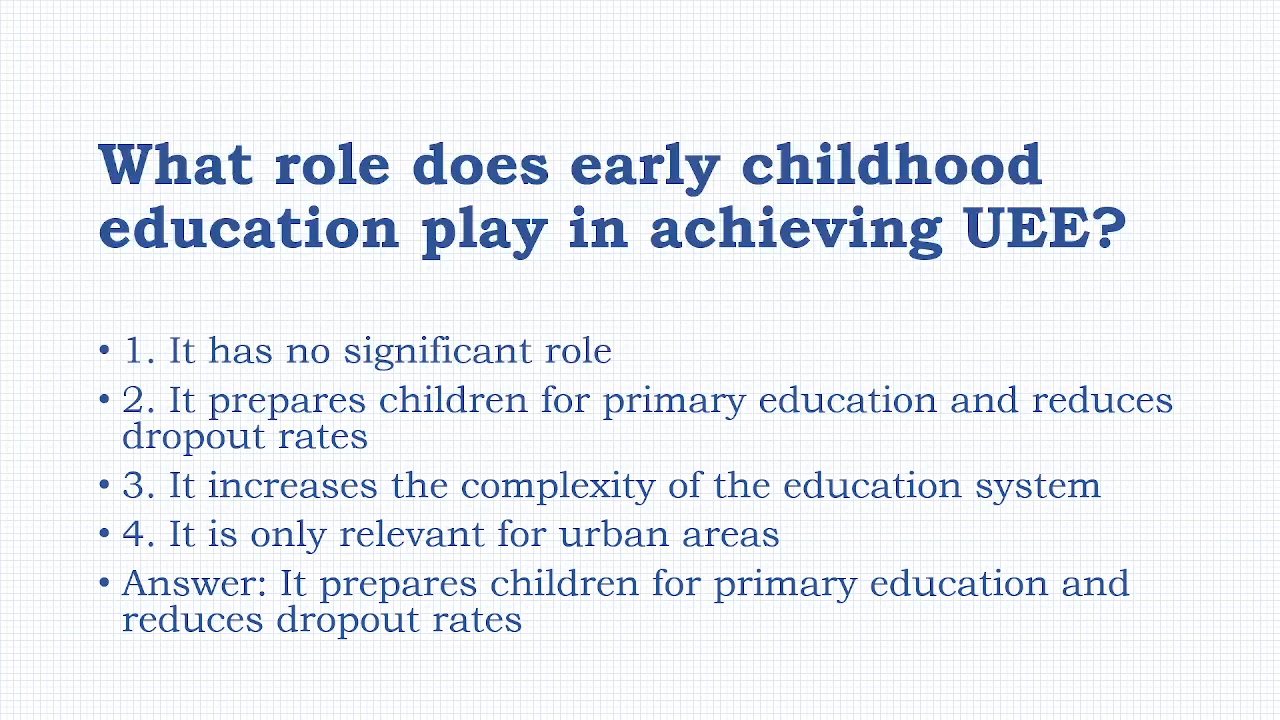 What role does early childhood
education play in achieving UEE?
• 1. It has no significant role
• 2. It prepares children for primary education and reduces
dropout rates
• 3. It increases the complexity of the education system
• 4. It is only relevant for urban areas
• Answer: It prepares children for primary education and
reduces dropout rates